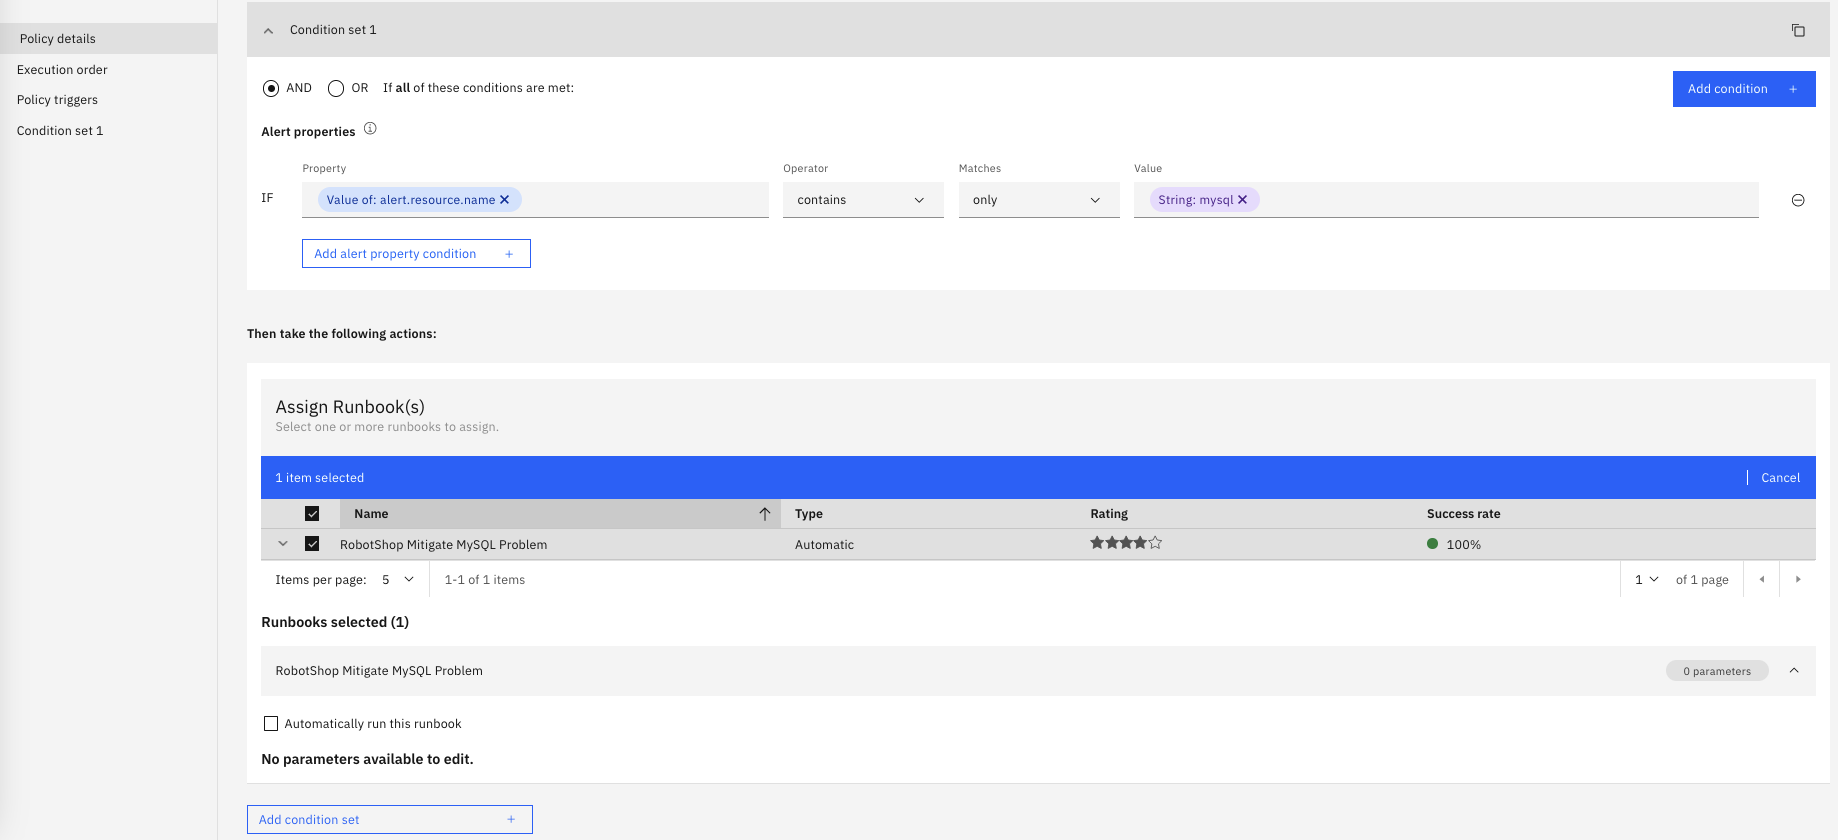 Policy details
Execution order
Policy triggers
Condition set 1
Condition set 1
AND OR If all of these conditions are met:
Add condition +
Alert properties
Property Operator Matches Value
IF Value of: alert.resource.name contains only String: mysql
Add alert property condition +
Then take the following actions:
Assign Runbook(s)
Select one or more runbooks to assign.
1 item selected Cancel
Name Type Rating Success rate
RobotShop Mitigate MySQL Problem Automatic 100%
Items per page: 5 1-1 of 1 items 1 of 1 page
Runbooks selected (1)
RobotShop Mitigate MySQL Problem 0 parameters
Automatically run this runbook
No parameters available to edit.
Add condition set +